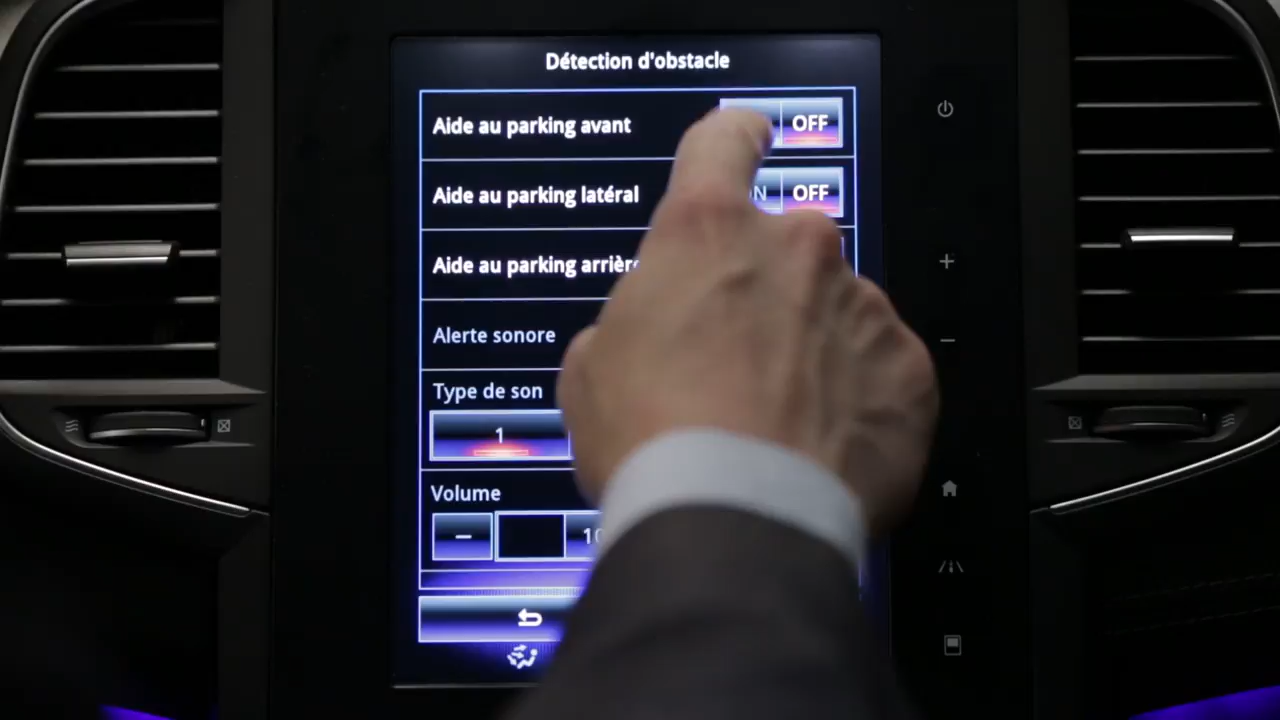 Détection d'obstacle
Aide au parking avant OFF
Aide au parking latéral OFF
Aide au parking
Alerte sonore
Type de son
1
Volume
− 10
+
−